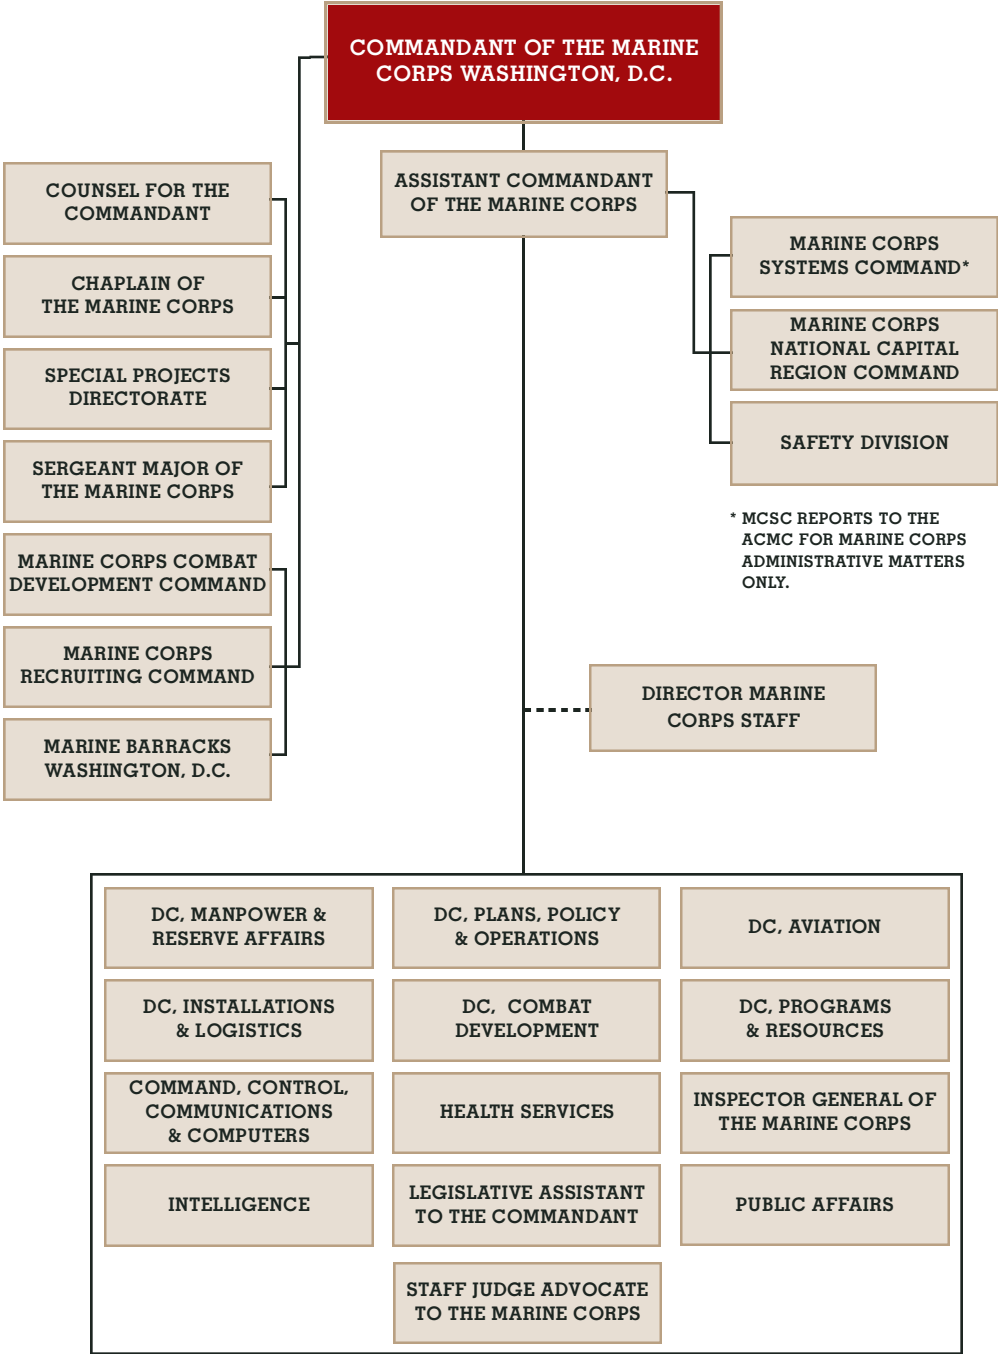 COMMANDANT OF THE MARINE
CORPS WASHINGTON, D.C.
ASSISTANT COMMANDANT
OF THE MARINE CORPS
COUNSEL FOR THE
COMMANDANT
CHAPLAIN OF
THE MARINE CORPS
SPECIAL PROJECTS
DIRECTORATE
SERGEANT MAJOR OF
THE MARINE CORPS
MARINE CORPS COMBAT
DEVELOPMENT COMMAND
MARINE CORPS
RECRUITING COMMAND
MARINE BARRACKS
WASHINGTON, D.C.
MARINE CORPS
SYSTEMS COMMAND*
MARINE CORPS
NATIONAL CAPITAL
REGION COMMAND
SAFETY DIVISION
* MCSC REPORTS TO THE
ACMC FOR MARINE CORPS
ADMINISTRATIVE MATTERS
ONLY.
DIRECTOR MARINE
CORPS STAFF
DC, MANPOWER &
RESERVE AFFAIRS
DC, PLANS, POLICY
& OPERATIONS
DC, AVIATION
DC, INSTALLATIONS
& LOGISTICS
DC, COMBAT
DEVELOPMENT
DC, PROGRAMS
& RESOURCES
COMMAND, CONTROL,
COMMUNICATIONS
& COMPUTERS
HEALTH SERVICES
INSPECTOR GENERAL OF
THE MARINE CORPS
INTELLIGENCE
LEGISLATIVE ASSISTANT
TO THE COMMANDANT
PUBLIC AFFAIRS
STAFF JUDGE ADVOCATE
TO THE MARINE CORPS